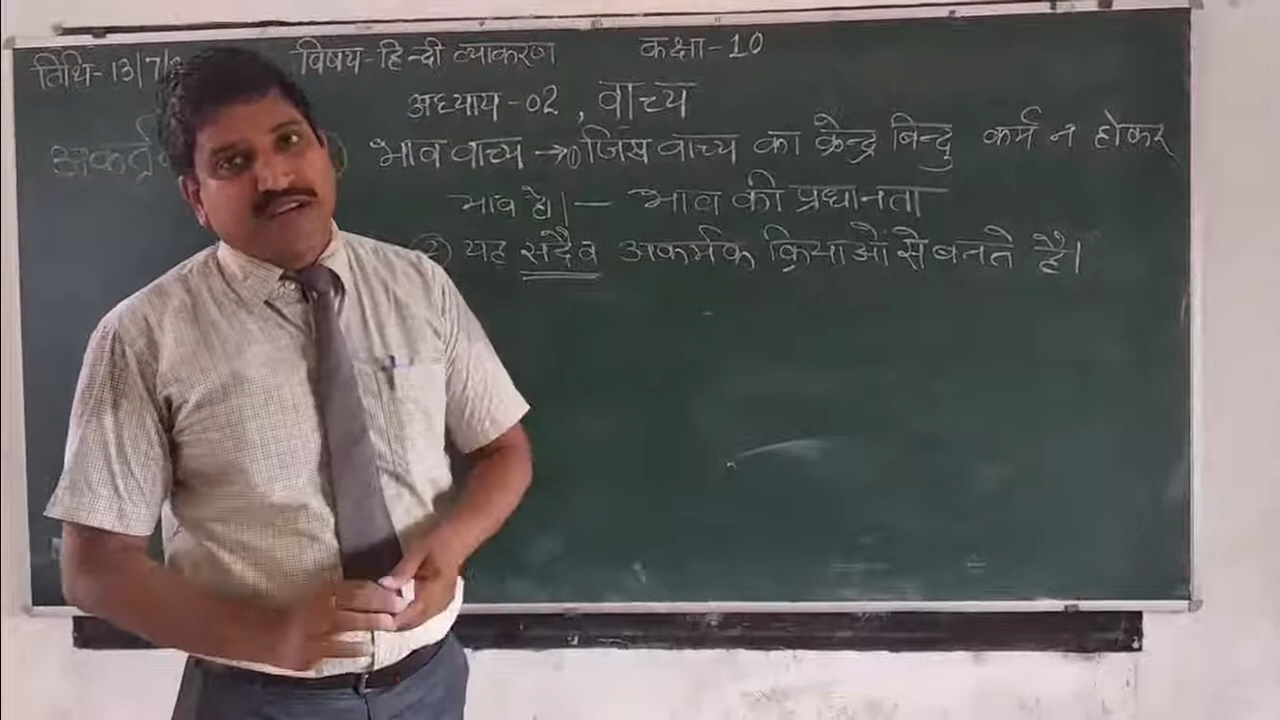 तिथि-13/7/
विषय-हिन्दी व्याकरण
कक्षा-10
अध्याय-02, वाच्य
भाव वाच्य →① जिस वाच्य का केन्द्र बिन्दु कर्म न होकर
भाव है। — भाव की प्रधानता
② यह सदैव अकर्मक क्रियाओं से बनते है।